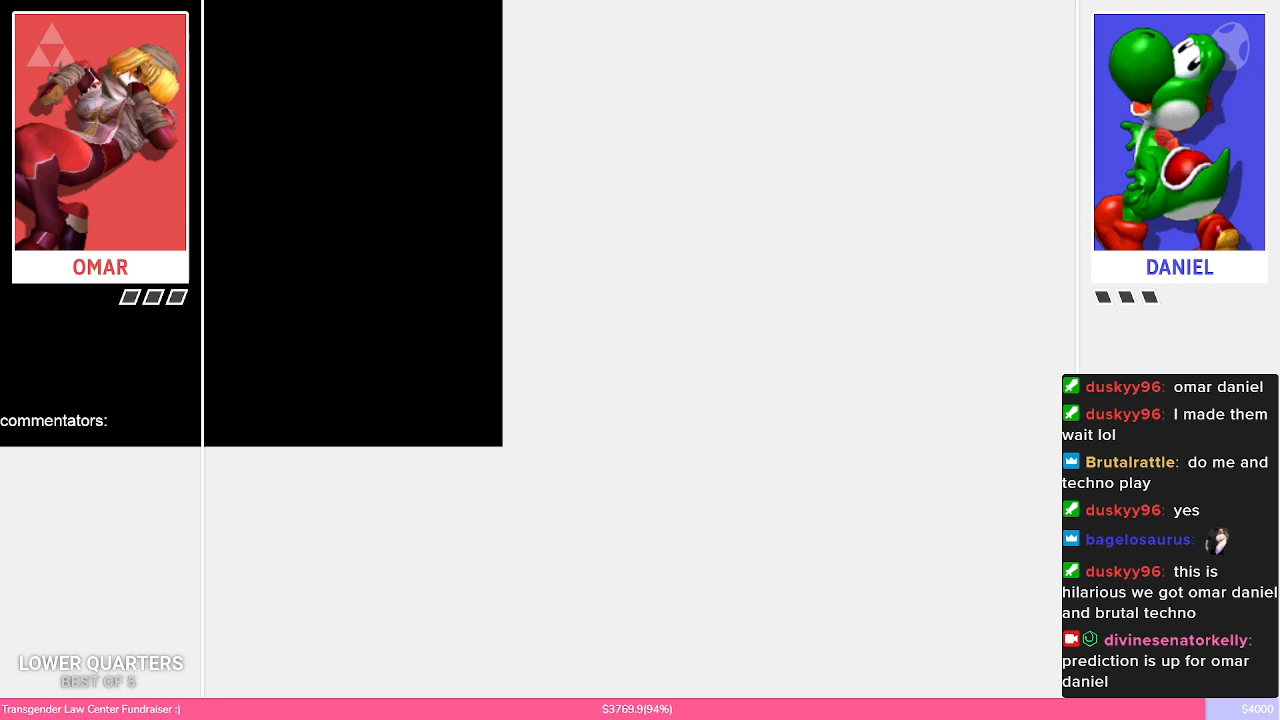 OMAR
DANIEL
commentators:
duskyy96: omar daniel
duskyy96: I made them
wait lol
Brutalrattle: do me and
techno play
duskyy96: yes
bagelosaurus:
duskyy96: this is
hilarious we got omar daniel
and brutal techno
divinesenatorkelly:
prediction is up for omar
daniel
LOWER QUARTERS
BEST OF 5
Transgender Law Center Fundraiser :)
$3769.9(94%)
$4000